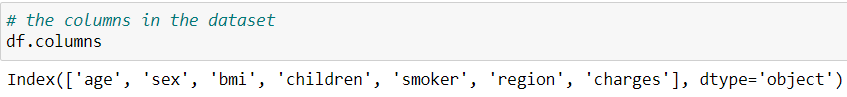 # the columns in the dataset
df.columns
Index(['age', 'sex', 'bmi', 'children', 'smoker', 'region', 'charges'], dtype='object')